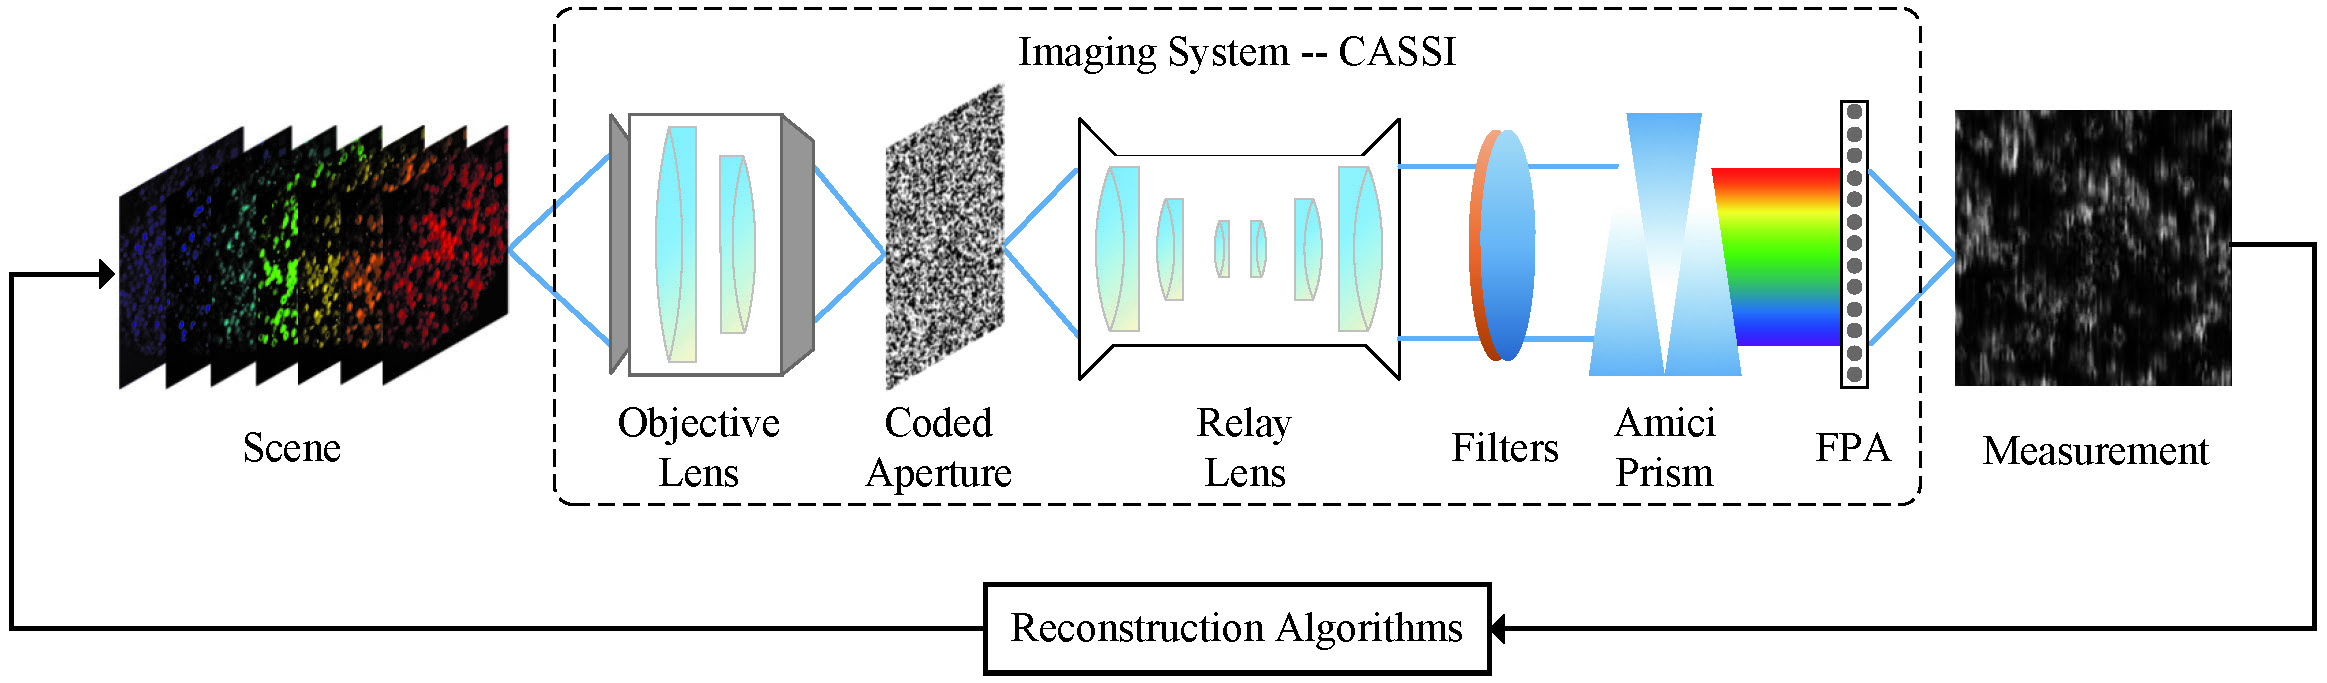 Imaging System -- CASSI
Scene
Objective
Lens
Coded
Aperture
Relay
Lens
Filters
Amici
Prism
FPA
Measurement
Reconstruction Algorithms